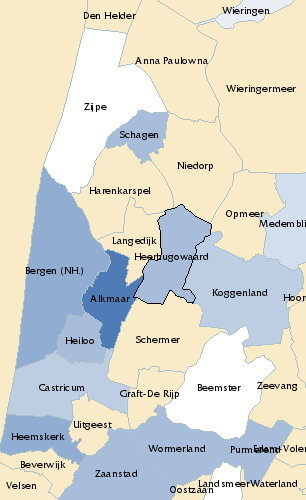 Wieringen
Den Helder
Anna Paulowna
Wieringermeer
Zijpe
Schagen
Niedorp
Harenkarspel
Opmeer
Medembli
Langedijk
Heerhugowaard
Bergen (NH.)
Koggenland
Alkmaar
Hoor
Schermer
Heiloo
Castricum
Graft-De Rijp
Beemster
Zeevang
Uitgeest
Heemskerk
Wormerland
Purmerend
Edam-Volen
Beverwijk
Zaanstad
Velsen
Landsmeer
Waterland
Oostzaan